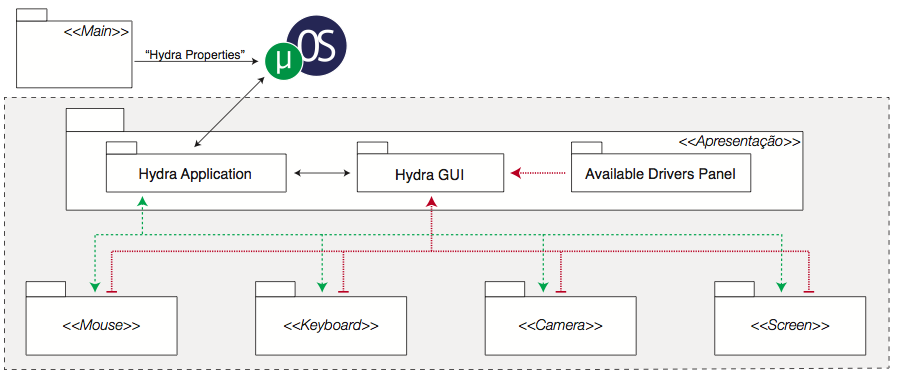 <<Main>>
“Hydra Properties”
µ OS
<<Apresentação>>
Hydra Application
Hydra GUI
Available Drivers Panel
<<Mouse>>
<<Keyboard>>
<<Camera>>
<<Screen>>